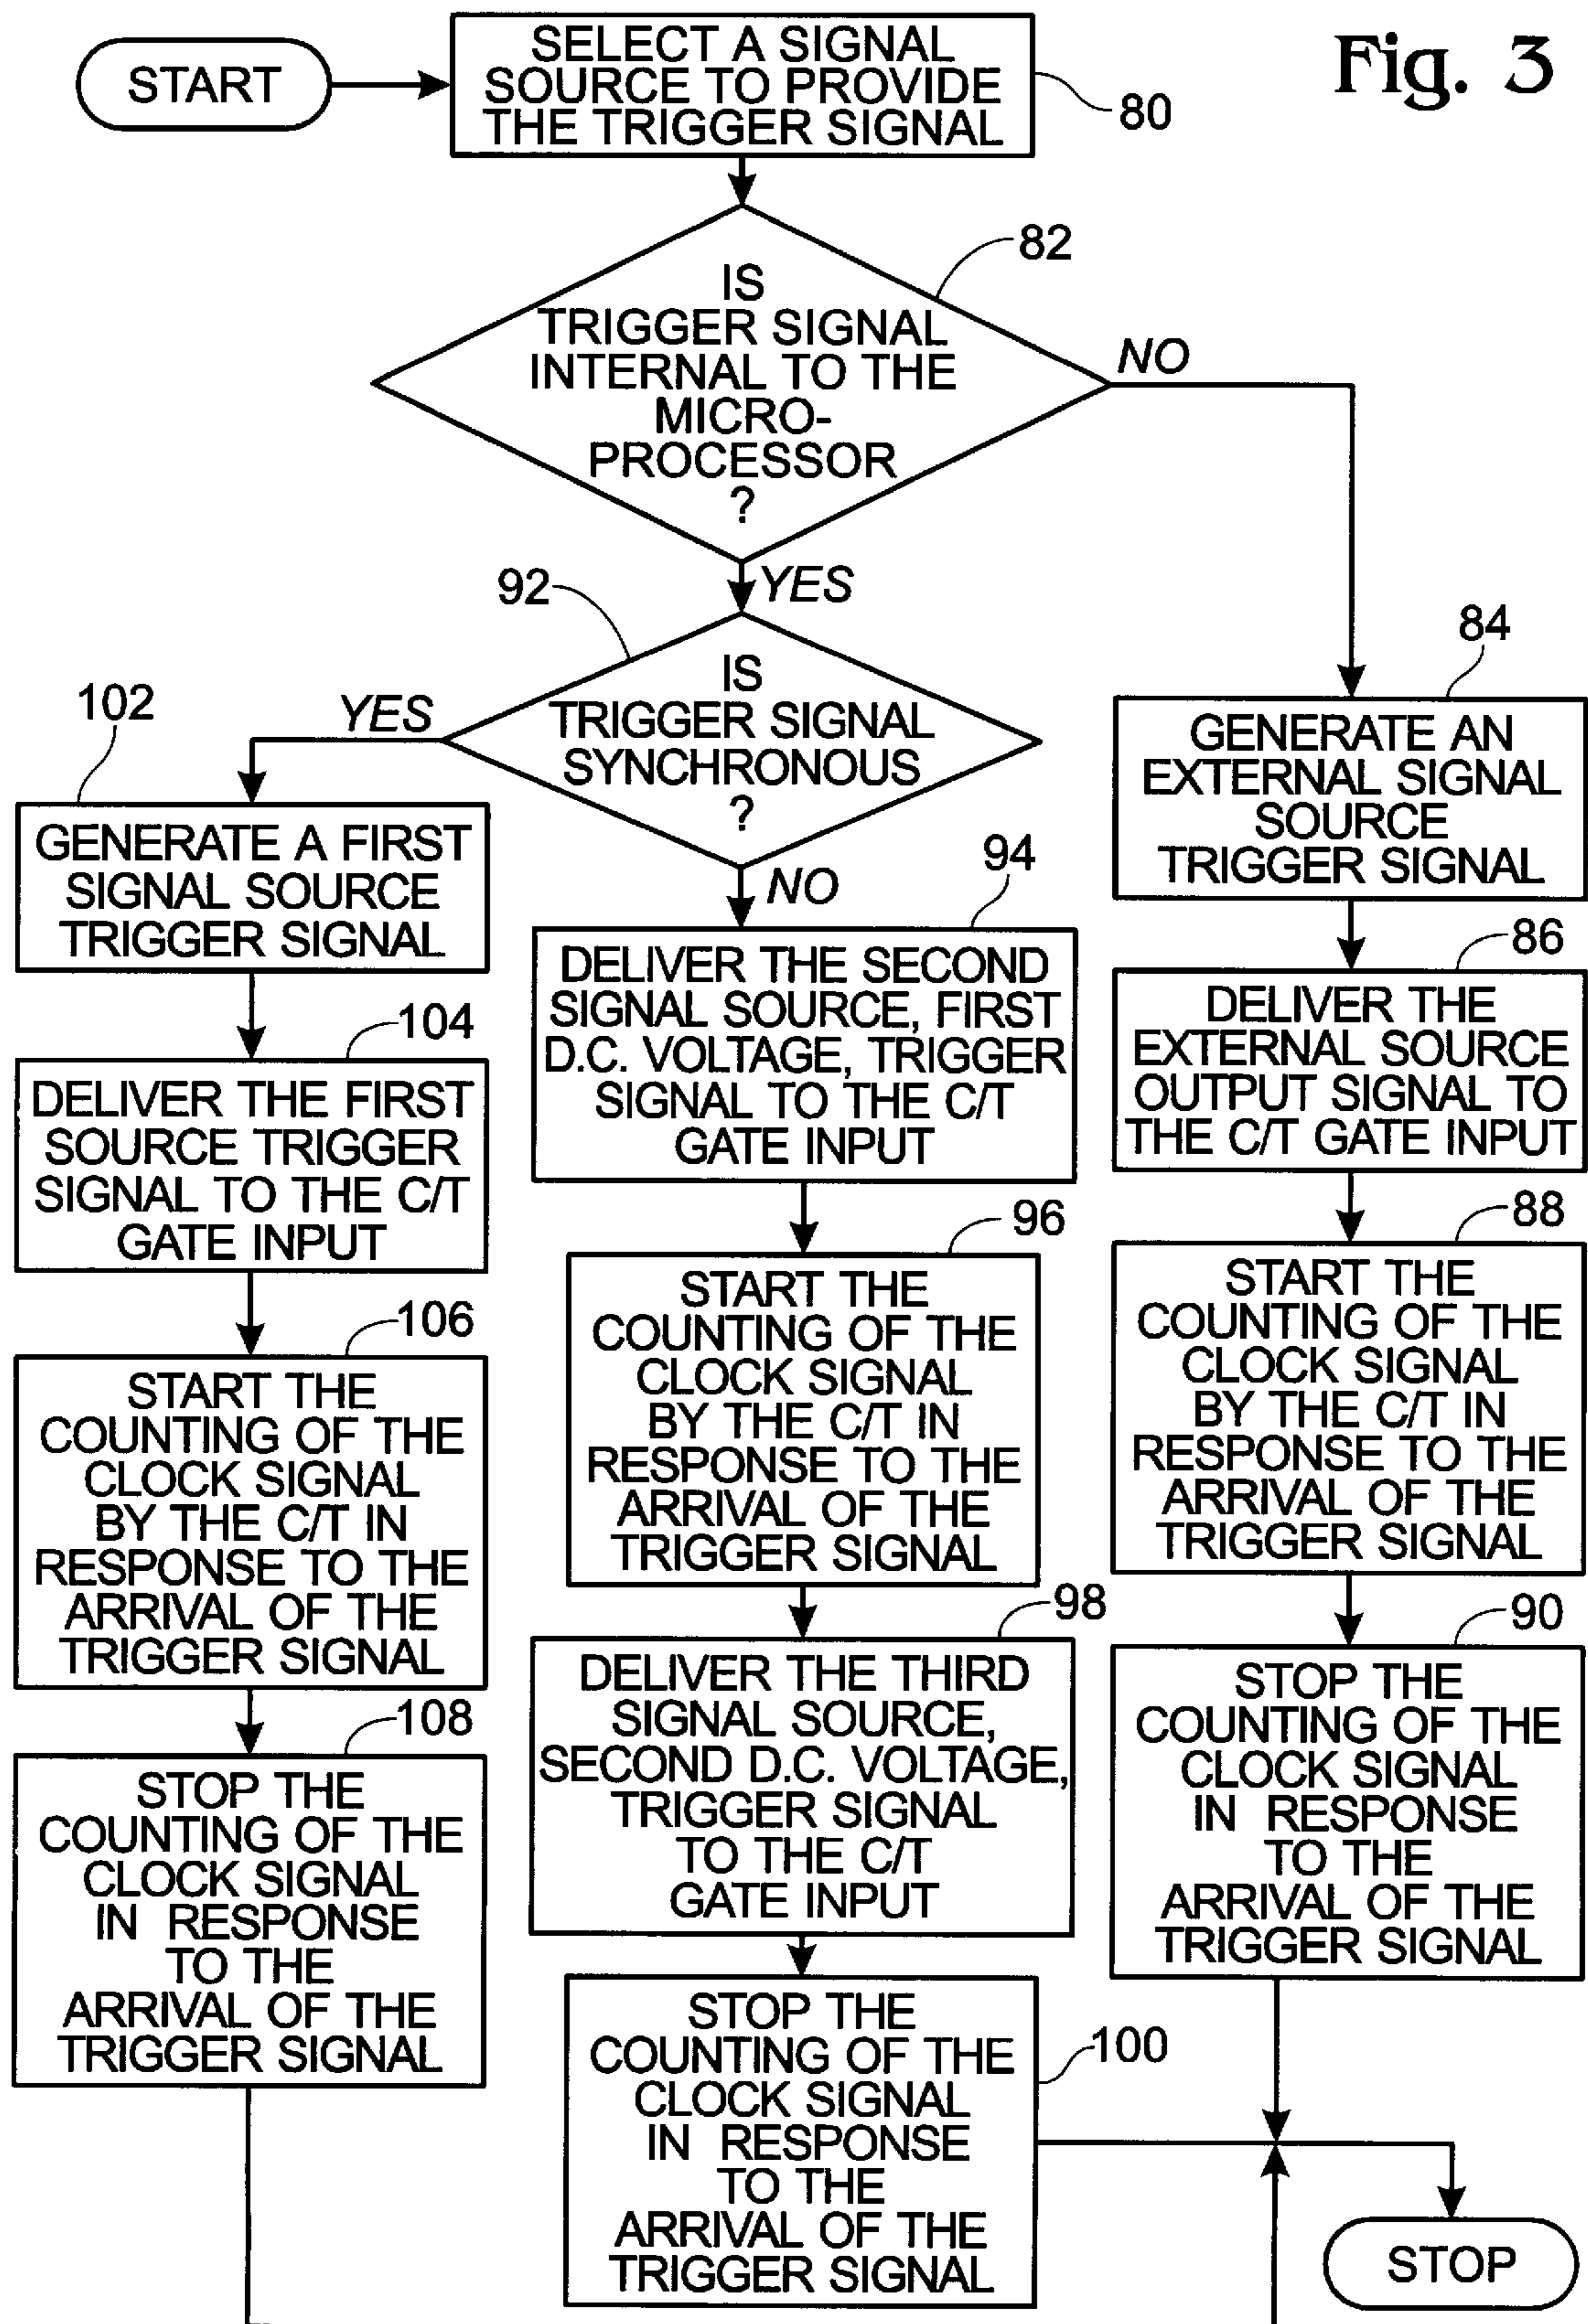 Fig. 3
START
SELECT A SIGNAL
SOURCE TO PROVIDE
THE TRIGGER SIGNAL
80
82
IS
TRIGGER SIGNAL
INTERNAL TO THE
MICRO-
PROCESSOR
?
NO
YES
92
IS
TRIGGER SIGNAL
SYNCHRONOUS
?
YES
NO
102
GENERATE A FIRST
SIGNAL SOURCE
TRIGGER SIGNAL
104
DELIVER THE FIRST
SOURCE TRIGGER
SIGNAL TO THE C/T
GATE INPUT
106
START THE
COUNTING OF THE
CLOCK SIGNAL
BY THE C/T IN
RESPONSE TO THE
ARRIVAL OF THE
TRIGGER SIGNAL
108
STOP THE
COUNTING OF THE
CLOCK SIGNAL
IN RESPONSE
TO THE
ARRIVAL OF THE
TRIGGER SIGNAL
94
DELIVER THE SECOND
SIGNAL SOURCE, FIRST
D.C. VOLTAGE, TRIGGER
SIGNAL TO THE C/T
GATE INPUT
96
START THE
COUNTING OF THE
CLOCK SIGNAL
BY THE C/T IN
RESPONSE TO THE
ARRIVAL OF THE
TRIGGER SIGNAL
98
DELIVER THE THIRD
SIGNAL SOURCE,
SECOND D.C. VOLTAGE,
TRIGGER SIGNAL
TO THE C/T
GATE INPUT
100
STOP THE
COUNTING OF THE
CLOCK SIGNAL
IN RESPONSE
TO THE
ARRIVAL OF THE
TRIGGER SIGNAL
84
GENERATE AN
EXTERNAL SIGNAL
SOURCE
TRIGGER SIGNAL
86
DELIVER THE
EXTERNAL SOURCE
OUTPUT SIGNAL TO
THE C/T GATE INPUT
88
START THE
COUNTING OF THE
CLOCK SIGNAL
BY THE C/T IN
RESPONSE TO THE
ARRIVAL OF THE
TRIGGER SIGNAL
90
STOP THE
COUNTING OF THE
CLOCK SIGNAL
IN RESPONSE
TO THE
ARRIVAL OF THE
TRIGGER SIGNAL
STOP